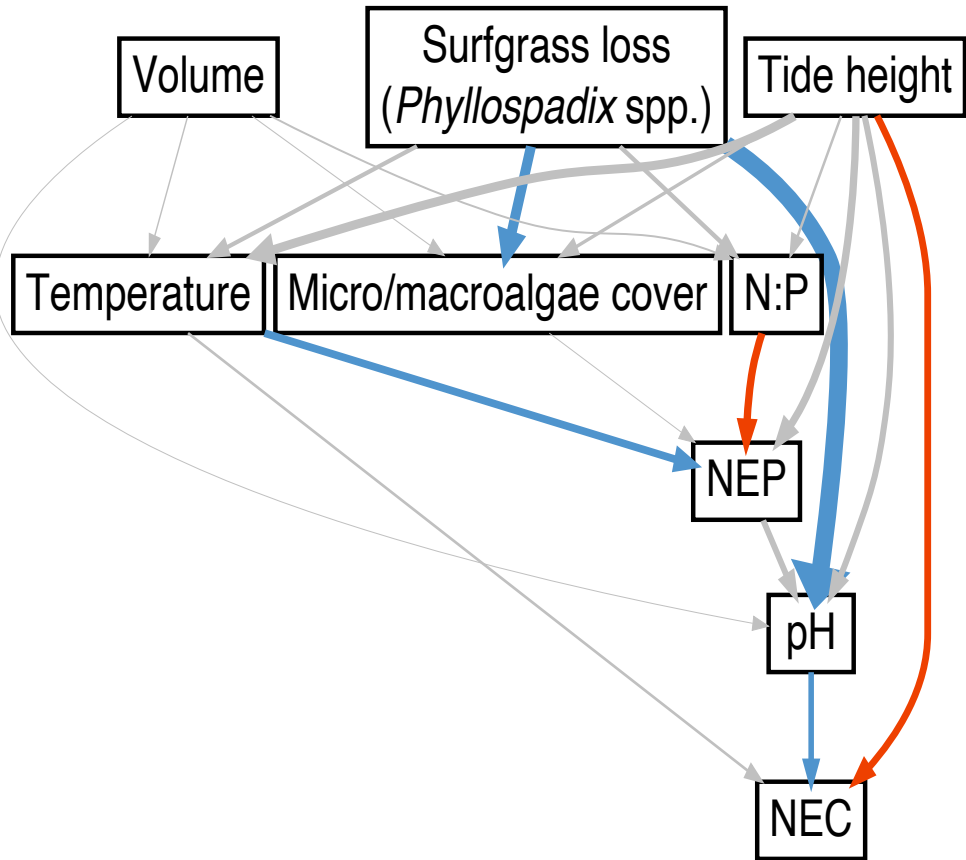 Volume
Surfgrass loss
(Phyllospadix spp.)
Tide height
Temperature
Micro/macroalgae cover
N:P
NEP
pH
NEC